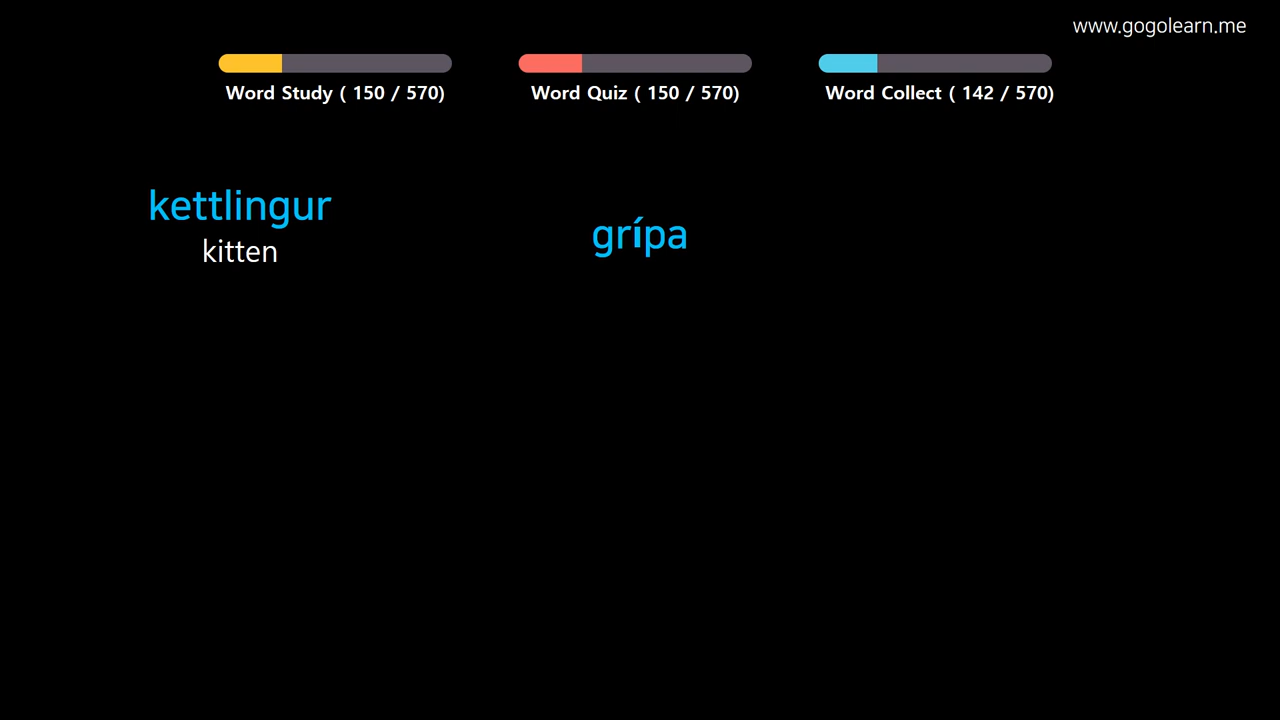 www.gogolearn.me
Word Study ( 150 / 570)
Word Quiz ( 150 / 570)
Word Collect ( 142 / 570)
kettlingur
kitten
grípa